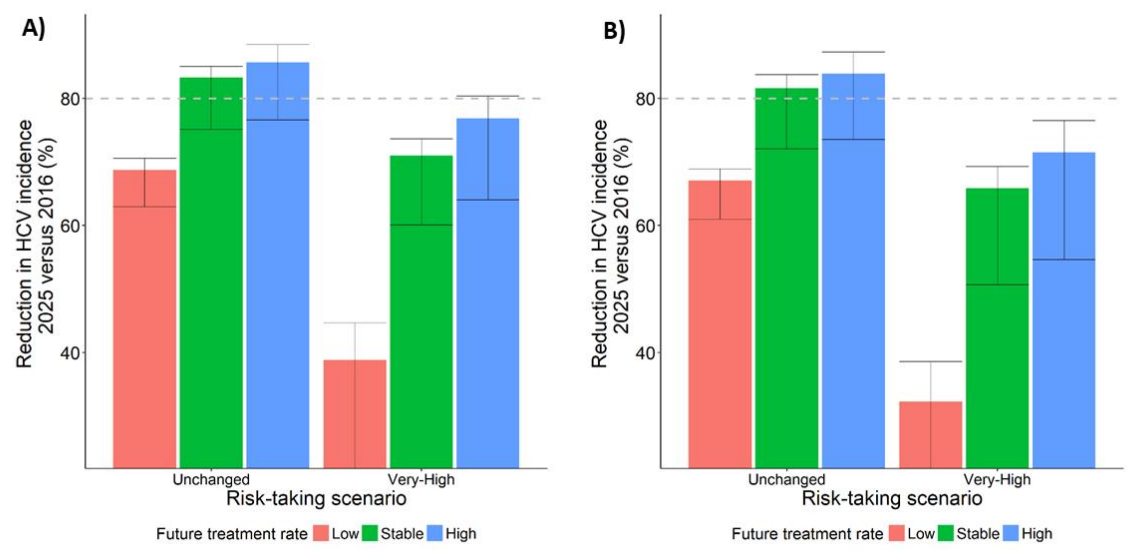 A)
Reduction in HCV incidence
2025 versus 2016 (%)
80
60
40
Unchanged
Very-High
Risk-taking scenario
Future treatment rate Low Stable High
B)
Reduction in HCV incidence
2025 versus 2016 (%)
80
60
40
Unchanged
Very-High
Risk-taking scenario
Future treatment rate Low Stable High